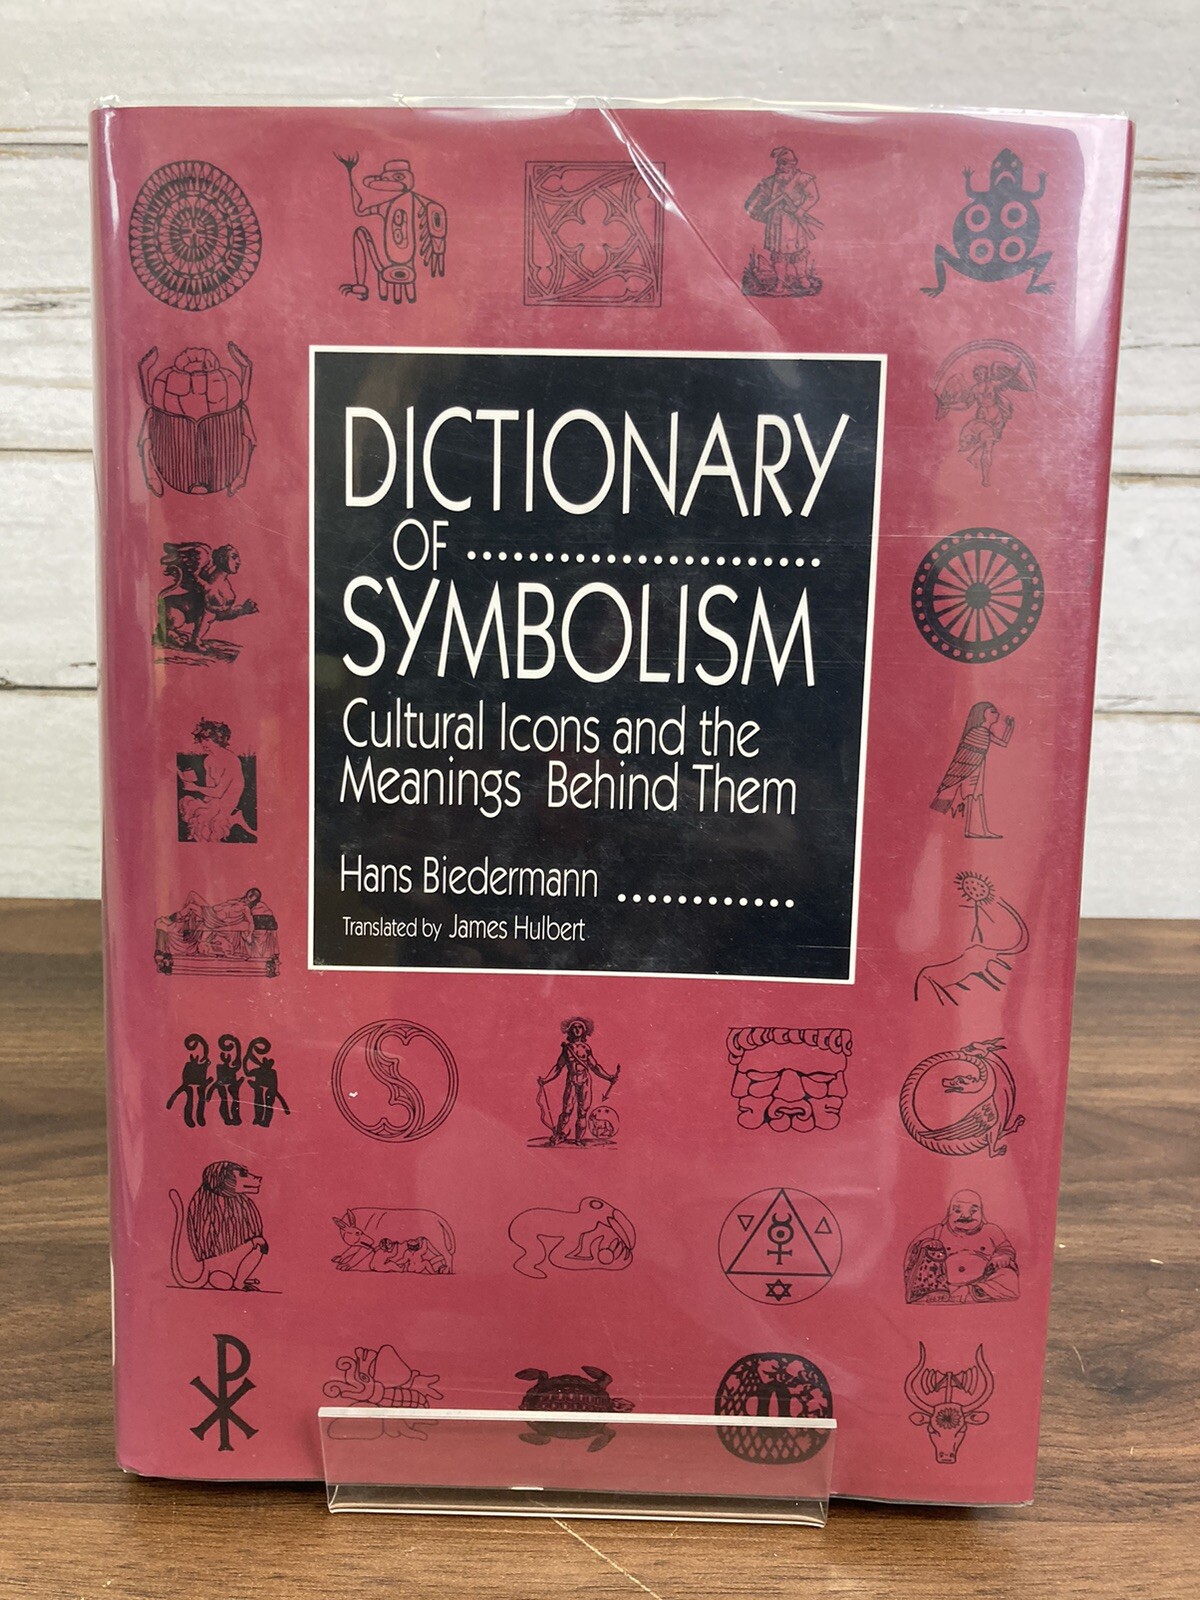 DICTIONARY
OF
SYMBOLISM
Cultural Icons and the
Meanings Behind Them
Hans Biedermann
Translated by James Hulbert